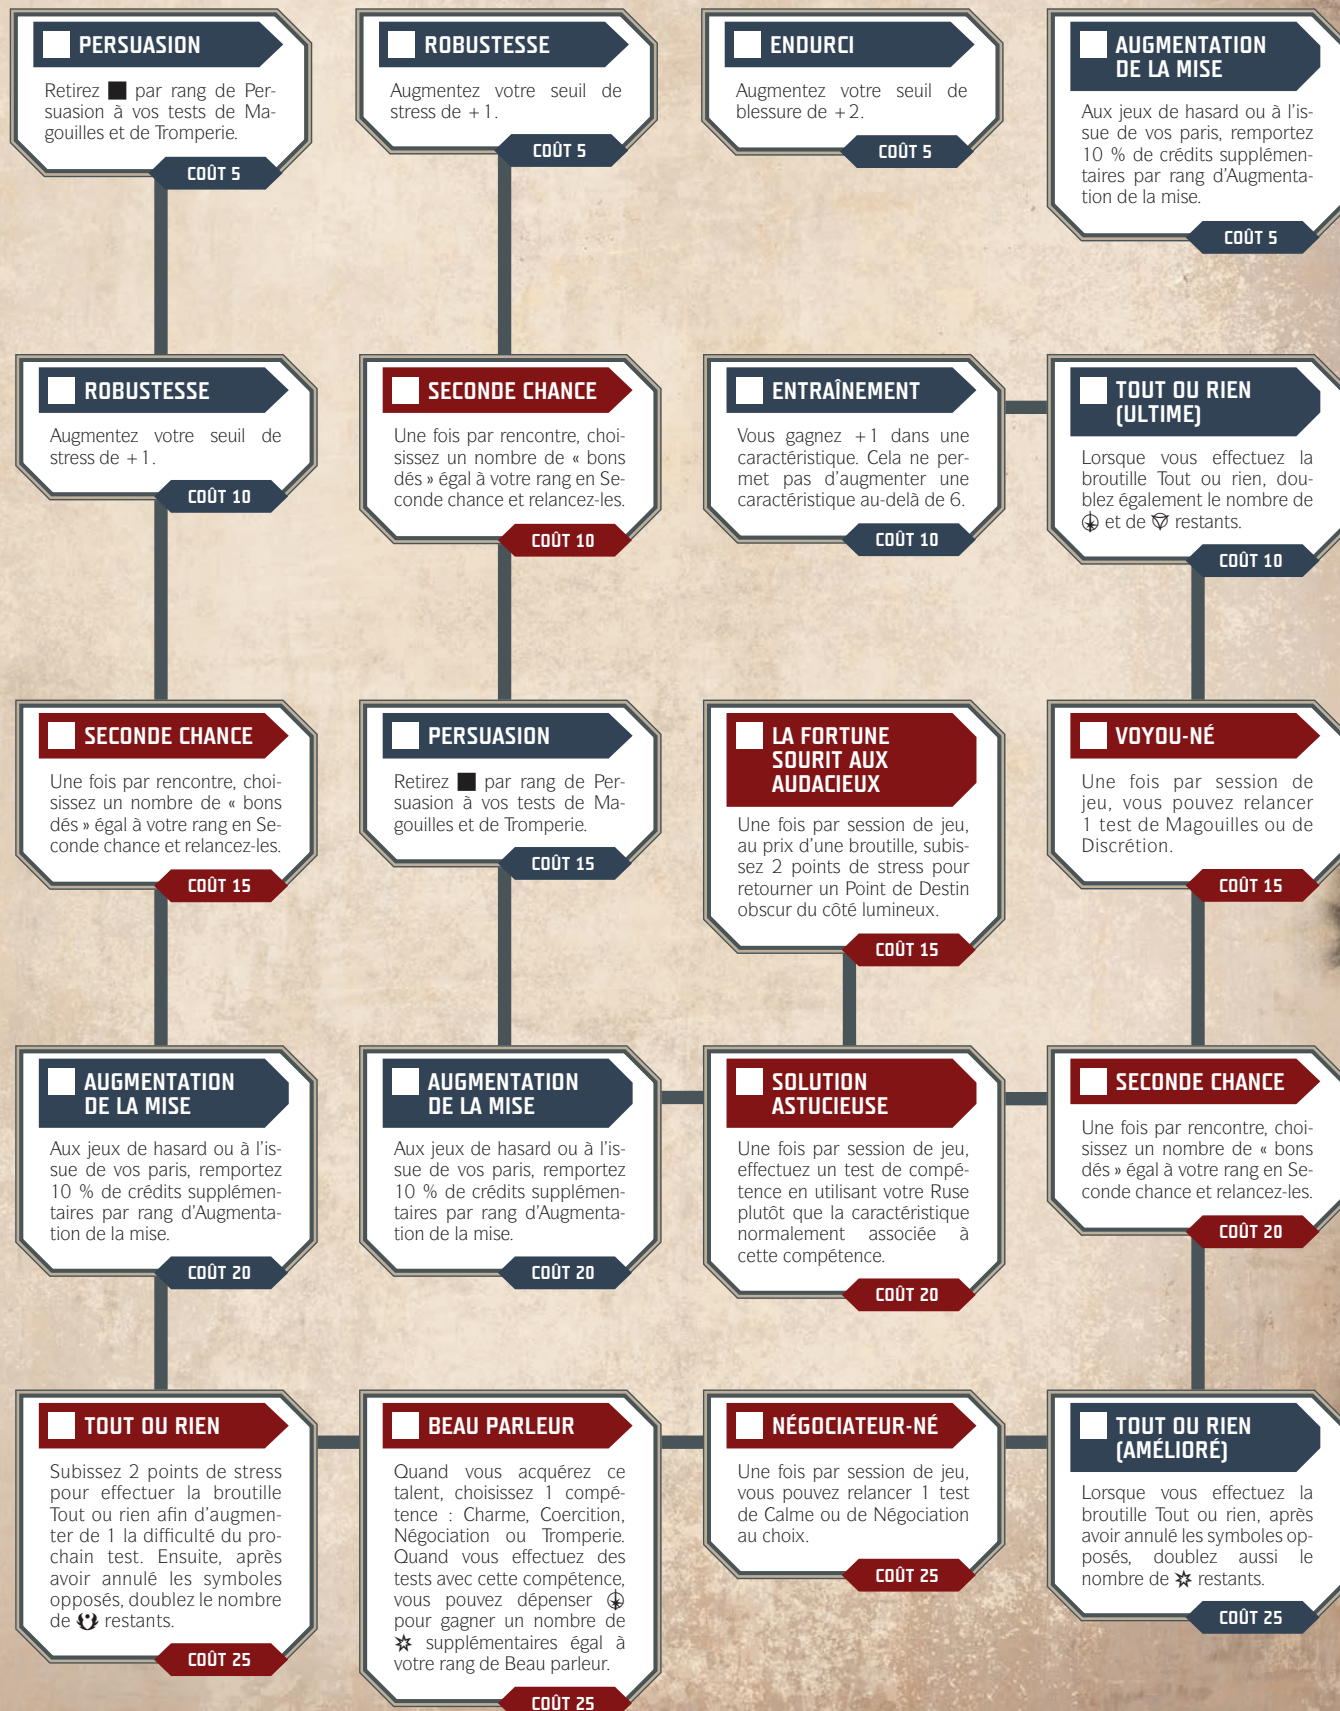 PERSUASION
Retirez par rang de Per-
suasion à vos tests de Ma-
gouilles et de Tromperie.
COÛT 5
ROBUSTESSE
Augmentez votre seuil de
stress de +1.
COÛT 5
ENDURCI
Augmentez votre seuil de
blessure de +2.
COÛT 5
AUGMENTATION
DE LA MISE
Aux jeux de hasard ou à l'is-
sue de vos paris, remportez
10 % de crédits supplémen-
taires par rang d'Augmenta-
tion de la mise.
COÛT 5
ROBUSTESSE
Augmentez votre seuil de
stress de +1.
COÛT 10
SECONDE CHANCE
Une fois par rencontre, choi-
sissez un nombre de « bons
dés » égal à votre rang en Se-
conde chance et relancez-les.
COÛT 10
ENTRAÎNEMENT
Vous gagnez +1 dans une
caractéristique. Cela ne per-
met pas d'augmenter une
caractéristique au-delà de 6.
COÛT 10
TOUT OU RIEN
(ULTIME)
Lorsque vous effectuez la
broutille Tout ou rien, dou-
blez également le nombre de
et de restants.
COÛT 10
SECONDE CHANCE
Une fois par rencontre, choi-
sissez un nombre de « bons
dés » égal à votre rang en Se-
conde chance et relancez-les.
COÛT 15
PERSUASION
Retirez par rang de Per-
suasion à vos tests de Ma-
gouilles et de Tromperie.
COÛT 15
LA FORTUNE
SOURIT AUX
AUDACIEUX
Une fois par session de jeu,
au prix d'une broutille, subis-
sez 2 points de stress pour
retourner un Point de Destin
obscur du côté lumineux.
COÛT 15
VOYOU-NÉ
Une fois par session de
jeu, vous pouvez relancer
1 test de Magouilles ou de
Discrétion.
COÛT 15
AUGMENTATION
DE LA MISE
Aux jeux de hasard ou à l'is-
sue de vos paris, remportez
10 % de crédits supplémen-
taires par rang d'Augmenta-
tion de la mise.
COÛT 20
AUGMENTATION
DE LA MISE
Aux jeux de hasard ou à l'is-
sue de vos paris, remportez
10 % de crédits supplémen-
taires par rang d'Augmenta-
tion de la mise.
COÛT 20
SOLUTION
ASTUCIEUSE
Une fois par session de jeu,
effectuez un test de compé-
tence en utilisant votre Ruse
plutôt que la caractéristique
normalement associée à
cette compétence.
COÛT 20
SECONDE CHANCE
Une fois par rencontre, choi-
sissez un nombre de « bons
dés » égal à votre rang en Se-
conde chance et relancez-les.
COÛT 20
TOUT OU RIEN
Subissez 2 points de stress
pour effectuer la broutille
Tout ou rien afin d'augmen-
ter de 1 la difficulté du pro-
chain test. Ensuite, après
avoir annulé les symboles
opposés, doublez le nombre
de restants.
COÛT 25
BEAU PARLEUR
Quand vous acquérez ce
talent, choisissez 1 compé-
tence : Charme, Coercition,
Négociation ou Tromperie.
Quand vous effectuez des
tests avec cette compétence,
vous pouvez dépenser
pour gagner un nombre de
supplémentaires égal à
votre rang de Beau parleur.
COÛT 25
NÉGOCIATEUR-NÉ
Une fois par session de jeu,
vous pouvez relancer 1 test
de Calme ou de Négociation
au choix.
COÛT 25
TOUT OU RIEN
(AMÉLIORÉ)
Lorsque vous effectuez la
broutille Tout ou rien, après
avoir annulé les symboles op-
posés, doublez aussi le
nombre de restants.
COÛT 25